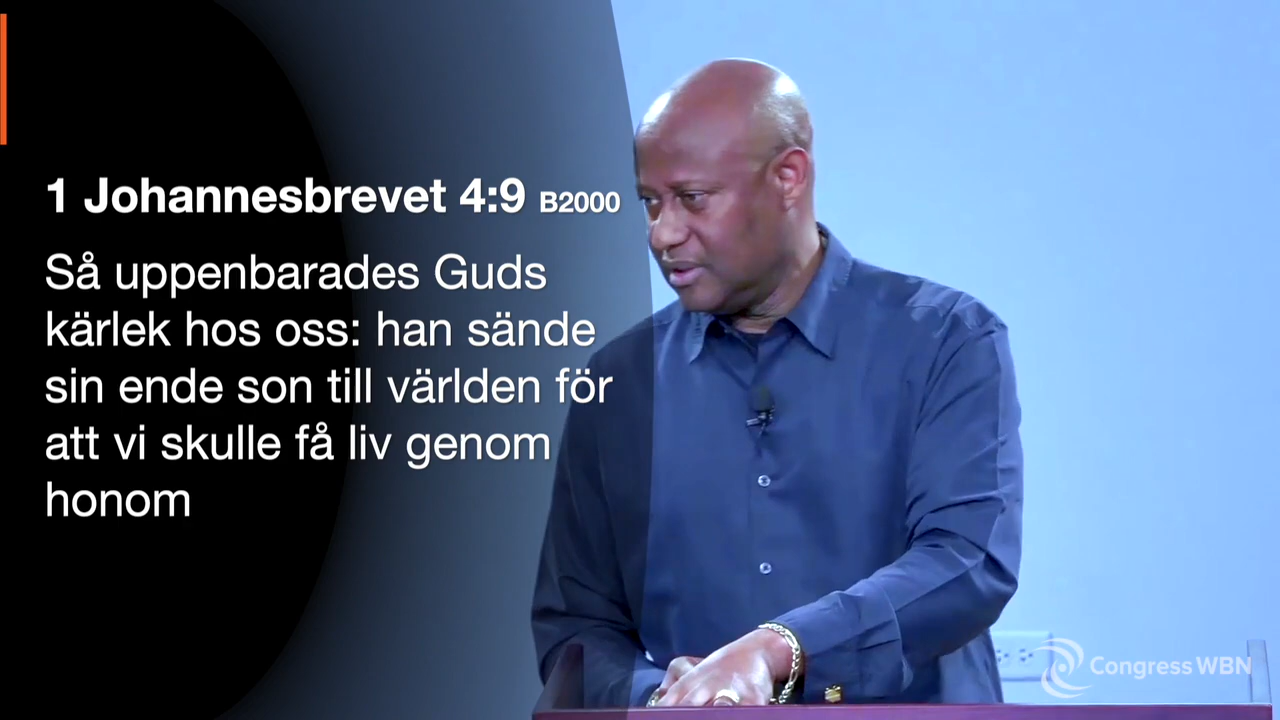 1 Johannesbrevet 4:9 B2000
Så uppenbarades Guds
kärlek hos oss: han sände
sin ende son till världen för
att vi skulle få liv genom
honom
Congress WBN